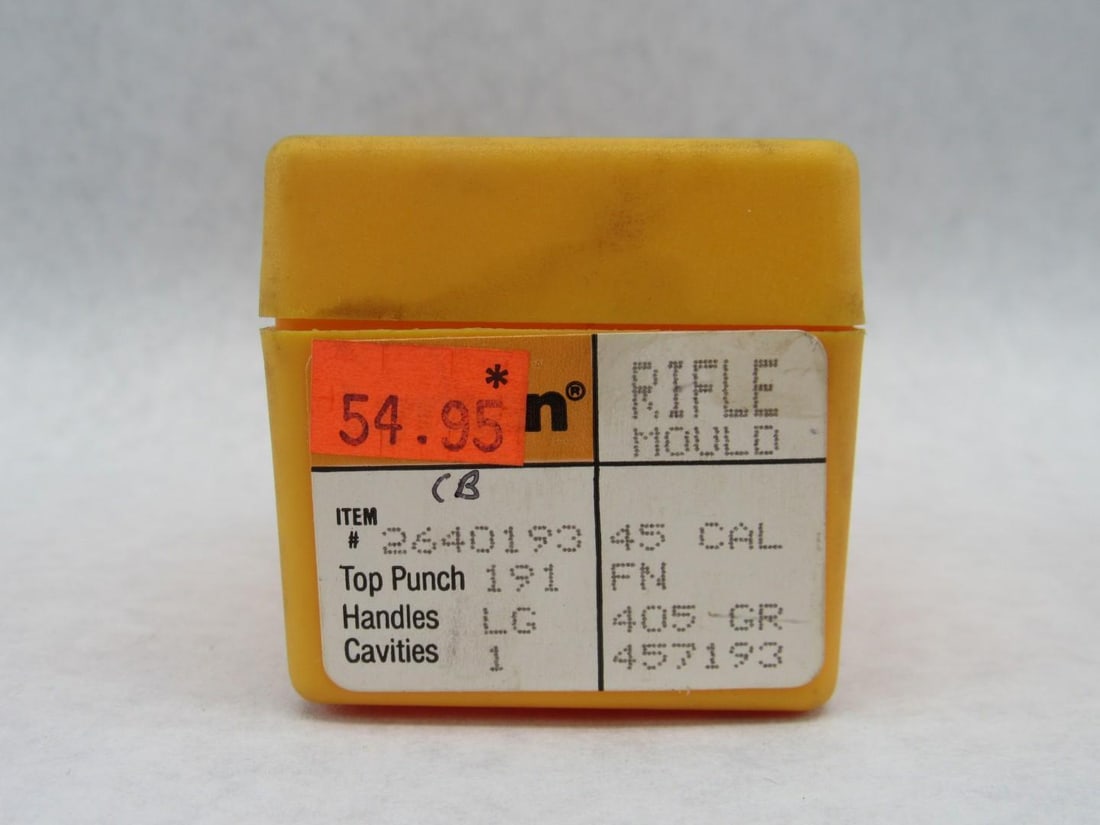 54.95*
n®
RIFLE
MOULD
CB
ITEM
# 2640193
Top Punch 191
Handles LG
Cavities 1
45 CAL
FN
405 GR
457193